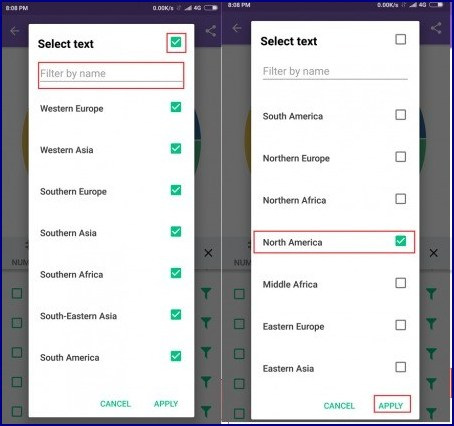 8:08 PM 0.00K/s 4G
Select text
Filter by name
Western Europe
Western Asia
Southern Europe
Southern Asia
Southern Africa
South-Eastern Asia
South America
CANCEL APPLY
NUM
8:08 PM 0.00K/s 4G
Select text
Filter by name
South America
Northern Europe
Northern Africa
North America
Middle Africa
Eastern Europe
Eastern Asia
CANCEL APPLY
NUM